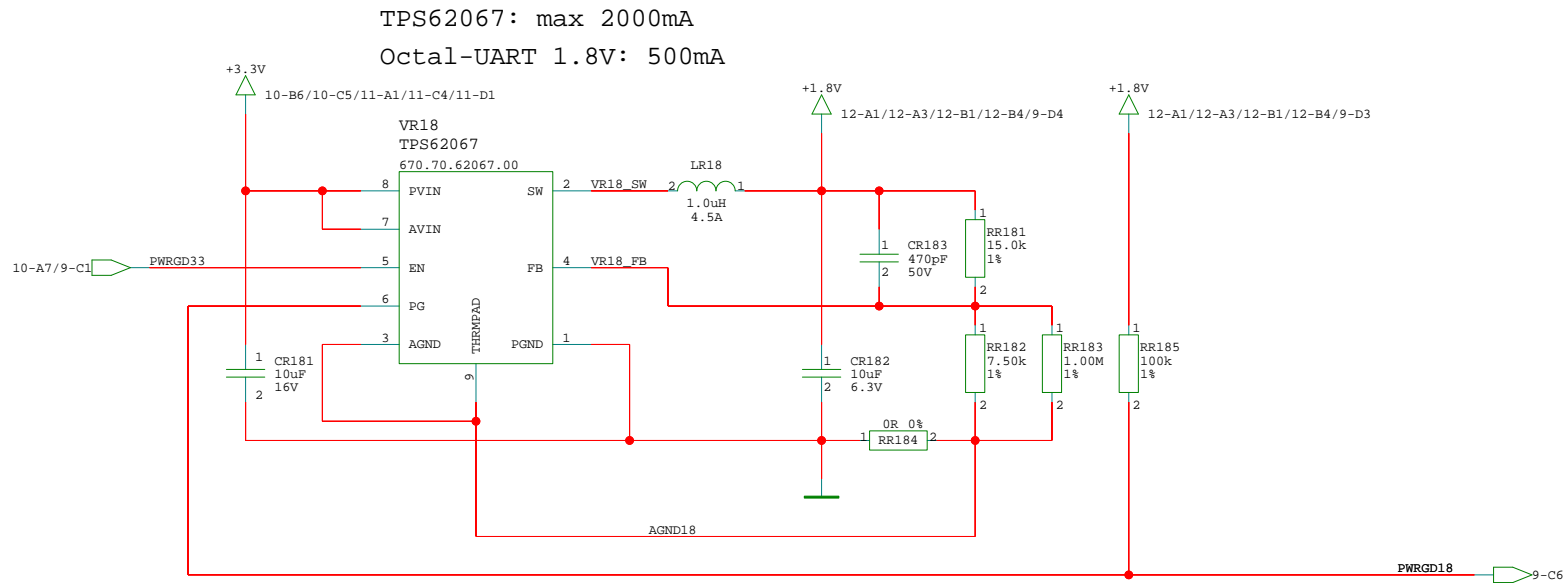 TPS62067: max 2000mA
Octal-UART 1.8V: 500mA
+3.3V
10-B6/10-C5/11-A1/11-C4/11-D1
+1.8V
12-A1/12-A3/12-B1/12-B4/9-D4
+1.8V
12-A1/12-A3/12-B1/12-B4/9-D3
VR18
TPS62067
670.70.62067.00
8 PVIN
7 AVIN
5 EN
6 PG
3 AGND
THRMPAD
9
SW 2
FB 4
PGND 1
VR18_SW
VR18_FB
LR18
2 1
1.0uH
4.5A
10-A7/9-C1
PWRGD33
1
CR181
10uF
16V
2
1
CR182
10uF
6.3V
2
1
CR183
470pF
50V
2
1
RR181
15.0k
1%
2
1
RR182
7.50k
1%
2
1
RR183
1.00M
1%
2
1
RR185
100k
1%
2
0R 0%
1 RR184 2
AGND18
PWRGD18
9-C6